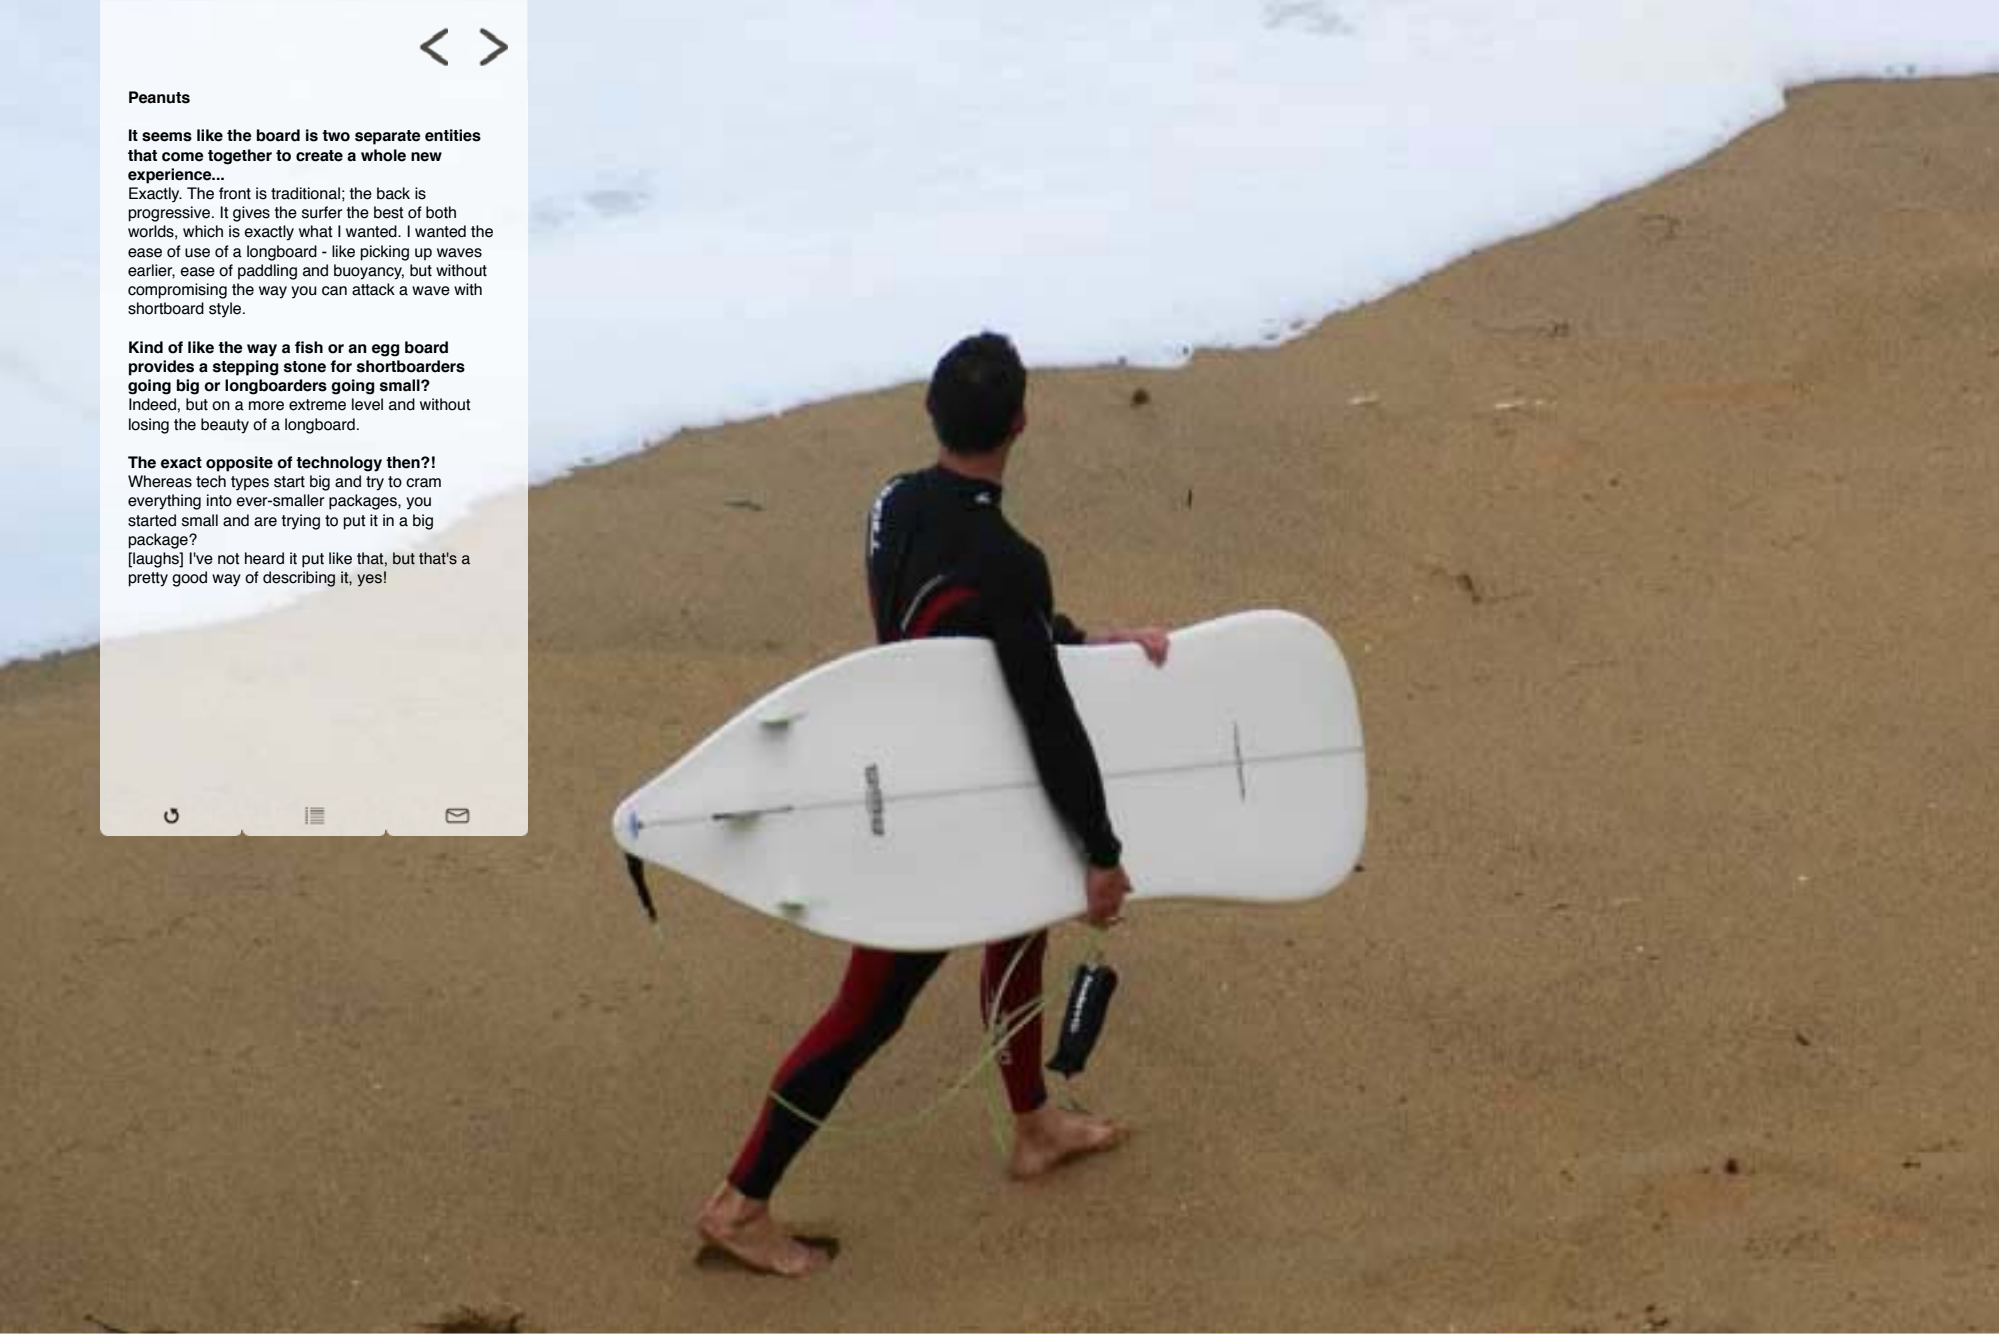 Peanuts
It seems like the board is two separate entities
that come together to create a whole new
experience...
Exactly. The front is traditional; the back is
progressive. It gives the surfer the best of both
worlds, which is exactly what I wanted. I wanted the
ease of use of a longboard - like picking up waves
earlier, ease of paddling and buoyancy, but without
compromising the way you can attack a wave with
shortboard style.
Kind of like the way a fish or an egg board
provides a stepping stone for shortboarders
going big or longboarders going small?
Indeed, but on a more extreme level and without
losing the beauty of a longboard.
The exact opposite of technology then?!
Whereas tech types start big and try to cram
everything into ever-smaller packages, you
started small and are trying to put it in a big
package?
[laughs] I've not heard it put like that, but that's a
pretty good way of describing it, yes!